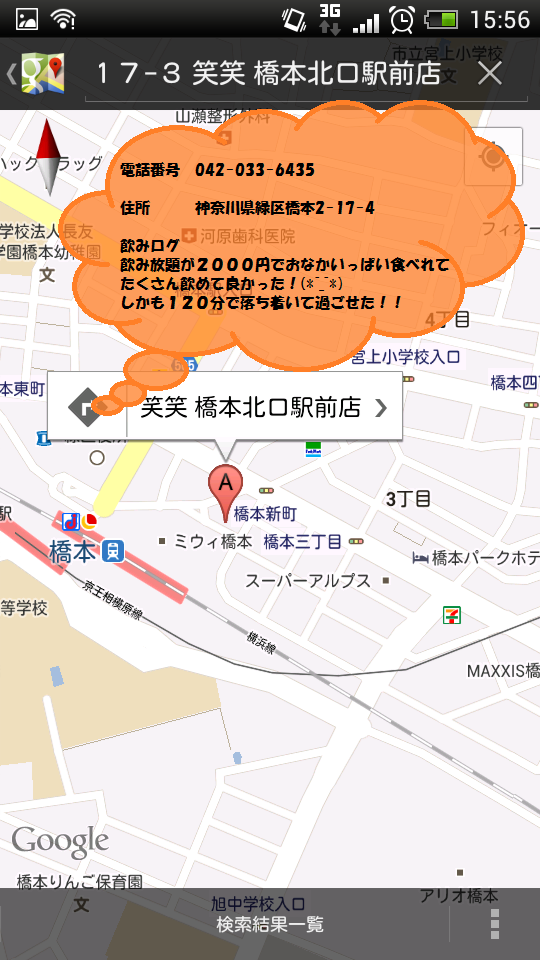 3G
15:56
市立宮上小学校
17-3 笑笑 橋本北口駅前店
文
山瀬整形外科
ハック
ラッグ
電話番号 042-033-6435
住所 神奈川県緑区橋本2-17-4
飲みログ
飲み放題が2000円でおなかいっぱい食べれて
たくさん飲めて良かった！(*^_^*)
しかも120分で落ち着いて過ごせた！！
学校法人長友
学園橋本幼稚園
文
河原歯科医院
フィオー
4丁目
宮上小学校入口
本東町
橋本四丁
笑笑 橋本北口駅前店
A
3丁目
橋本新町
駅
橋本
ミウィ橋本
橋本三丁目
橋本パークホテ
スーパーアルプス
等学校
京王相模原線
横浜線
MAXXIS橋
Google
橋本りんご保育園
文
アリオ橋本
旭中学校入口
検索結果一覧